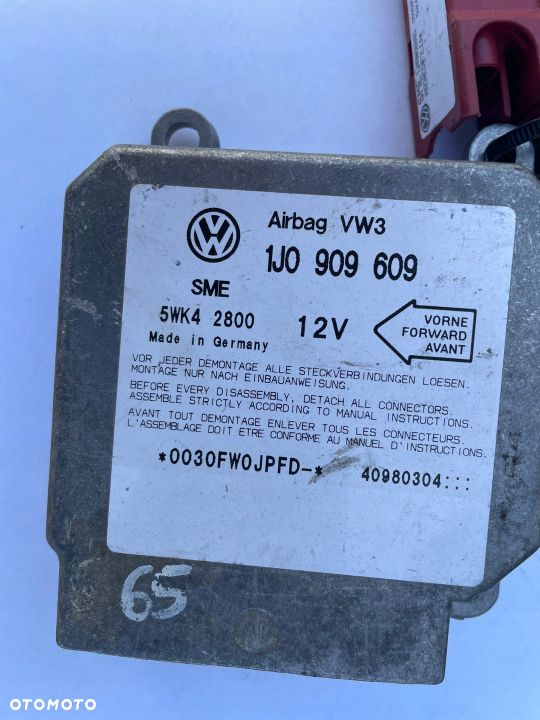 Airbag VW3
1J0 909 609
SME
5WK4 2800
12V
Made in Germany
VORNE
FORWARD
AVANT
VOR JEDER DEMONTAGE ALLE STECKVERBINDUNGEN LOESEN.
MONTAGE NUR NACH EINBAUANWEISUNG.
BEFORE EVERY DISASSEMBLY, DETACH ALL CONNECTORS.
ASSEMBLE STRICTLY ACCORDING TO MANUAL INSTRUCTIONS.
AVANT TOUT DEMONTAGE ENLEVER TOUS LES CONNECTEURS.
L'ASSEMBLAGE DOIT ETRE CONFORME AU MANUEL D'INSTRUCTIONS.
*0030FW0JPFD-*
40980304:::
65
OTOMOTO